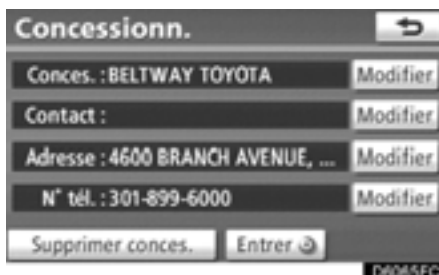 Concessionn.
Conces. :BELTWAY TOYOTA Modifier
Contact : Modifier
Adresse :4600 BRANCH AVENUE, ... Modifier
N° tél. :301-899-6000 Modifier
Supprimer conces. Entrer